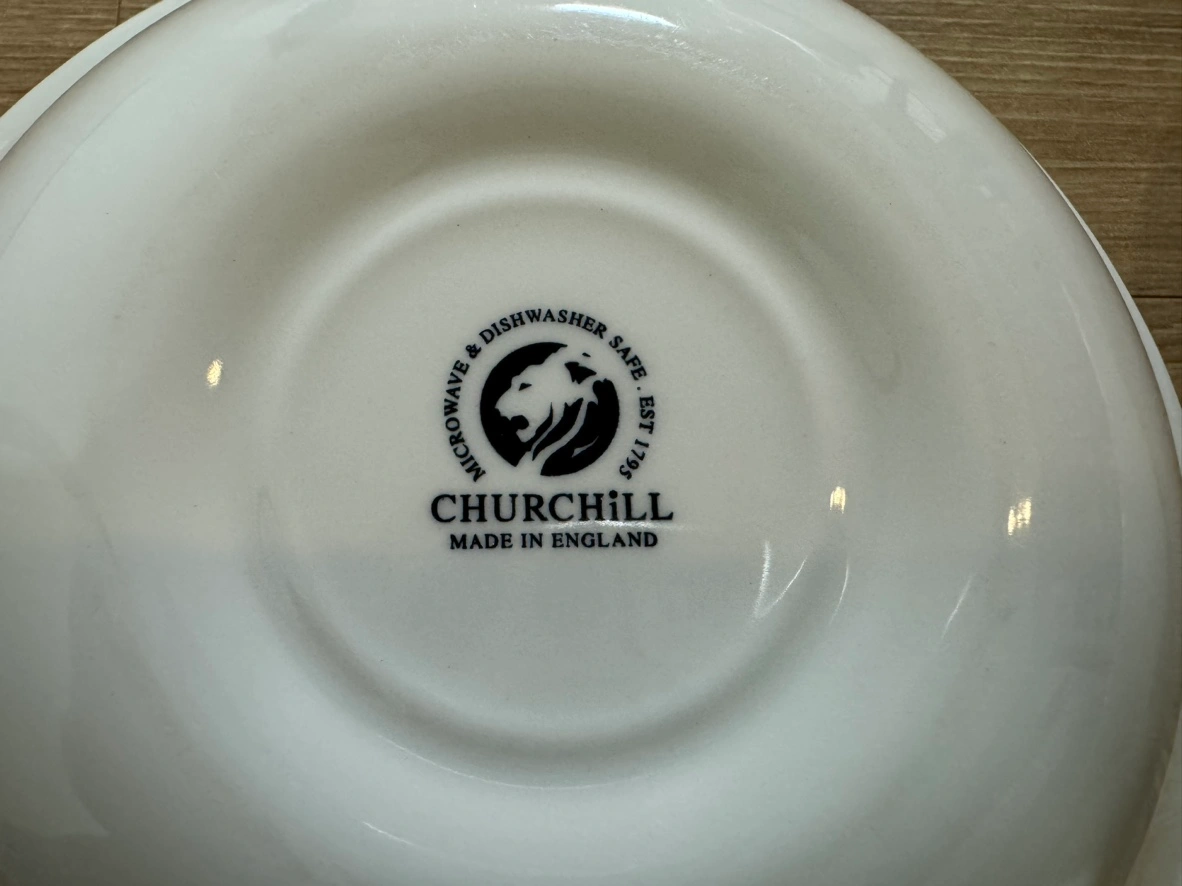 MICROWAVE & DISHWASHER SAFE . EST 1795
CHURCHiLL
MADE IN ENGLAND